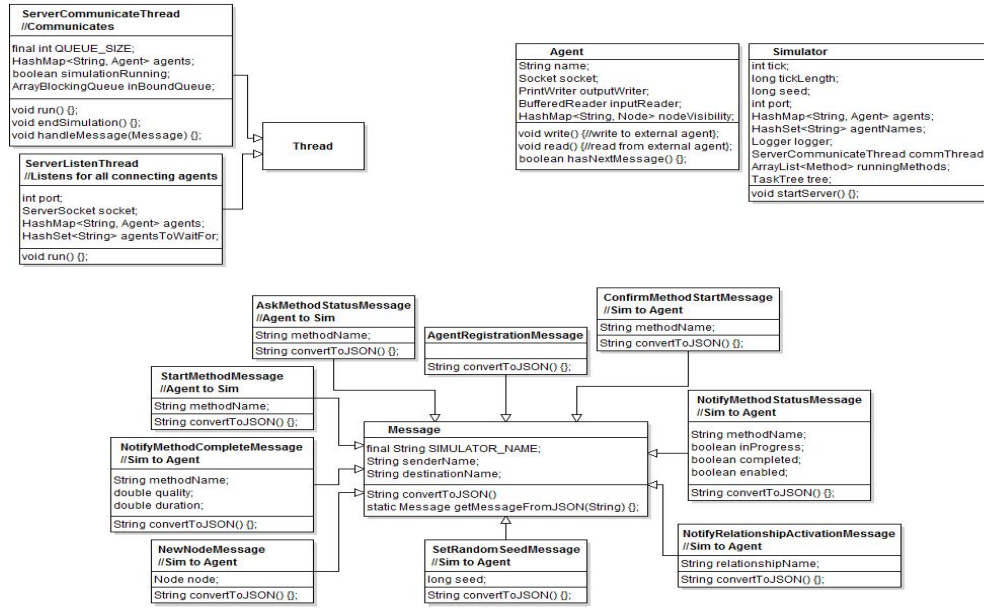 ServerCommunicateThread
//Communicates
final int QUEUE_SIZE;
HashMap<String, Agent> agents;
boolean simulationRunning;
ArrayBlockingQueue inBoundQueue;
void run() {};
void endSimulation() {};
void handleMessage(Message) {};
ServerListenThread
//Listens for all connecting agents
int port;
ServerSocket socket;
HashMap<String, Agent> agents;
HashSet<String> agentsToWaitFor;
void run() {};
Thread
Agent
String name;
Socket socket;
PrintWriter outputWriter;
BufferedReader inputReader;
HashMap<String, Node> nodeVisibility;
void write() {//write to external agent};
void read() {//read from external agent};
boolean hasNextMessage() {};
Simulator
int tick;
long tickLength;
long seed;
int port;
HashMap<String, Agent> agents;
HashSet<String> agentNames;
Logger logger;
ServerCommunicateThread commThread
ArrayList<Method> runningMethods;
TaskTree tree;
void startServer() {};
AskMethodStatusMessage
//Agent to Sim
String methodName;
String convertToJSON() {};
AgentRegistrationMessage
String convertToJSON() {};
ConfirmMethodStartMessage
//Sim to Agent
String methodName;
String convertToJSON() {};
StartMethodMessage
//Agent to Sim
String methodName;
String convertToJSON() {};
NotifyMethodCompleteMessage
//Sim to Agent
String methodName;
double quality;
double duration;
String convertToJSON() {};
NewNodeMessage
//Sim to Agent
Node node;
String convertToJSON() {};
Message
final String SIMULATOR_NAME;
String senderName;
String destinationName;
String convertToJSON()
static Message getMessageFromJSON(String) {};
SetRandomSeedMessage
//Sim to Agent
long seed;
String convertToJSON() {};
NotifyMethodStatusMessage
//Sim to Agent
String methodName;
boolean inProgress;
boolean completed;
boolean enabled;
String convertToJSON() {};
NotifyRelationshipActivationMessage
//Sim to Agent
String relationshipName;
String convertToJSON() {};